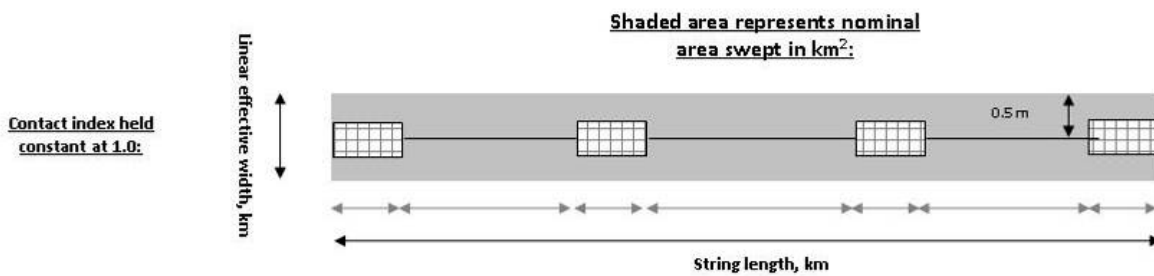 Shaded area represents nominal
area swept in km²:
Linear effective width, km
Contact index held
constant at 1.0:
0.5 m
String length, km